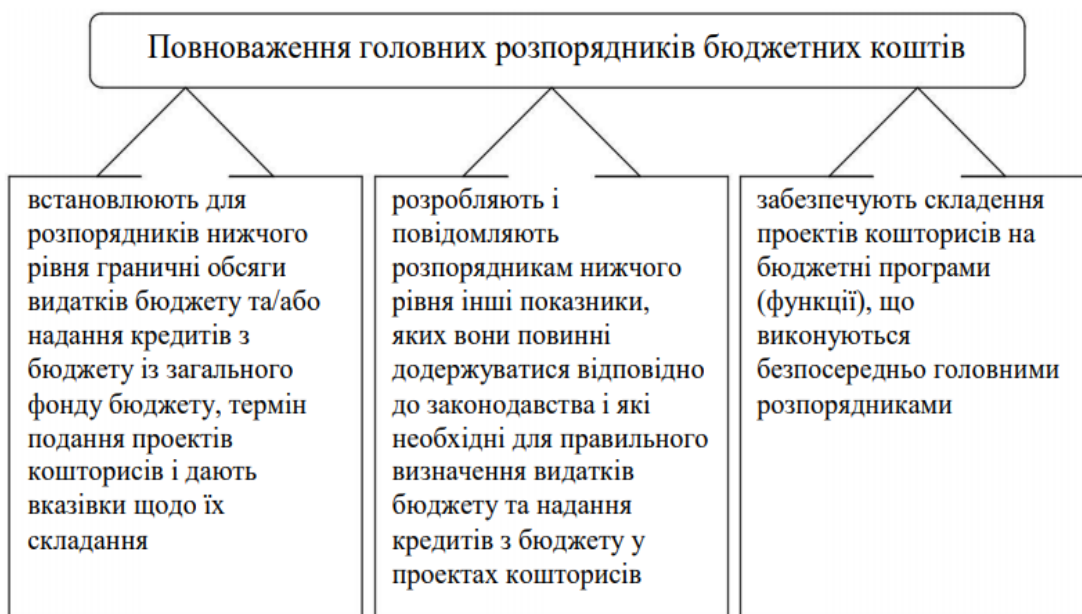 Повноваження головних розпорядників бюджетних коштів
встановлюють для
розпорядників нижчого
рівня граничні обсяги
видатків бюджету та/або
надання кредитів з
бюджету із загального
фонду бюджету, термін
подання проектів
кошторисів і дають
вказівки щодо їх
складання
розробляють і
повідомляють
розпорядникам нижчого
рівня інші показники,
яких вони повинні
додержуватися відповідно
до законодавства і які
необхідні для правильного
визначення видатків
бюджету та надання
кредитів з бюджету у
проектах кошторисів
забезпечують складення
проектів кошторисів на
бюджетні програми
(функції), що
виконуються
безпосередньо головними
розпорядниками